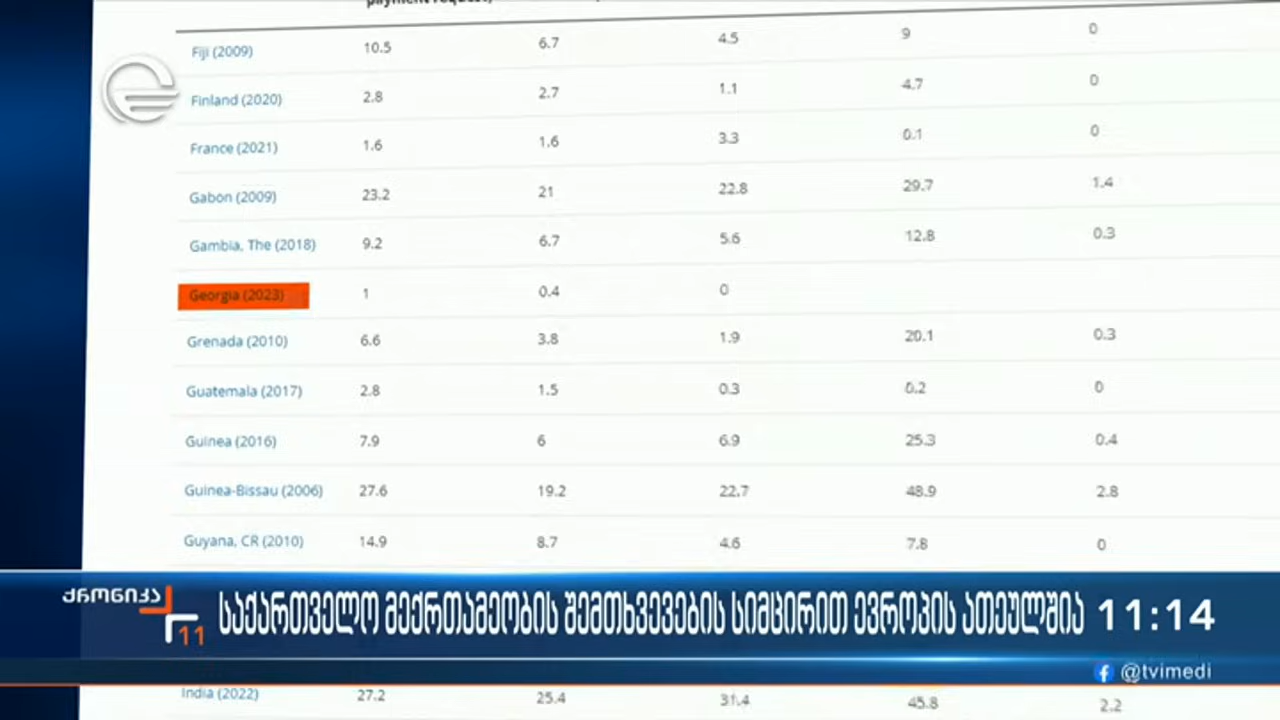 payment request,
Fiji (2009) 10.5 6.7 4.5 9 0
Finland (2020) 2.8 2.7 1.1 4.7 0
France (2021) 1.6 1.6 3.3 0.1 0
Gabon (2009) 23.2 21 22.8 29.7 1.4
Gambia, The (2018) 9.2 6.7 5.6 12.8 0.3
Georgia (2023) 1 0.4 0
Grenada (2010) 6.6 3.8 1.9 20.1 0.3
Guatemala (2017) 2.8 1.5 0.3 0.2 0
Guinea (2016) 7.9 6 6.9 25.3 0.4
Guinea-Bissau (2006) 27.6 19.2 22.7 48.9 2.8
Guyana, CR (2010) 14.9 8.7 4.6 7.8 0
ქრონიკა 11
საქართველო მექრთამეობის შემთხვევების სიმცირით ევროპის ათეულშია 11:14
@tvimedi
India (2022) 27.2 25.4 31.4 45.8 2.2